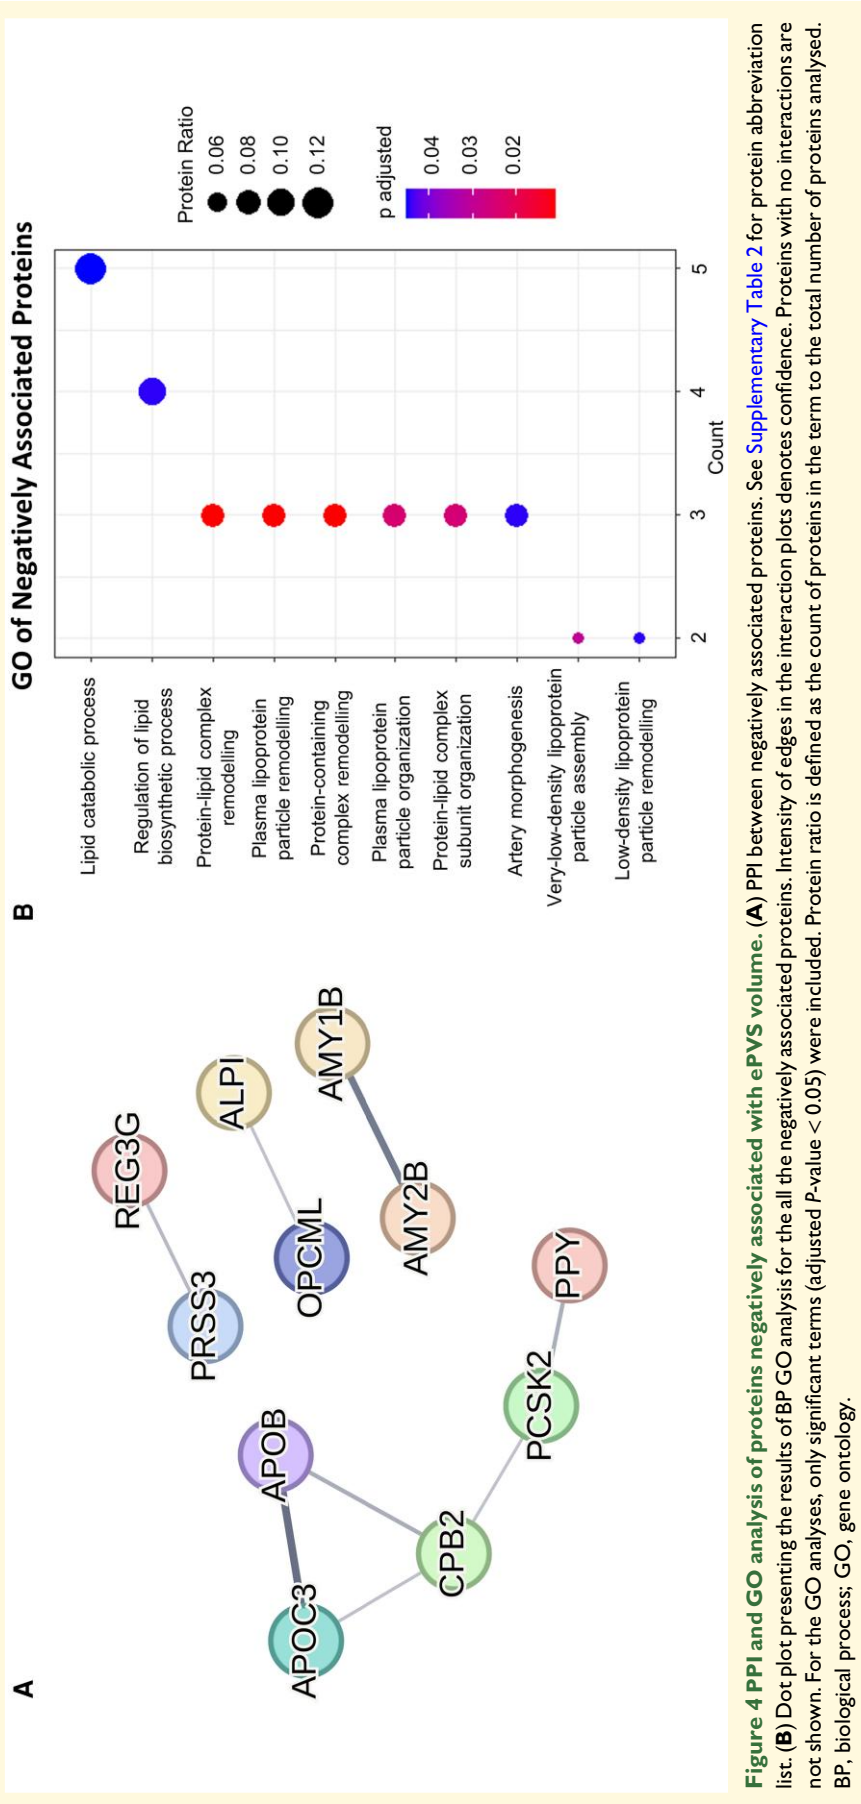 A
REG3G
PRSS3
ALPI
OPCML
AMY1B
AMY2B
APOB
APOC3
CPB2
PCSK2
PPY
B
GO of Negatively Associated Proteins
Lipid catabolic process
Regulation of lipid
biosynthetic process
Protein-lipid complex
remodelling
Plasma lipoprotein
particle remodelling
Protein-containing
complex remodelling
Plasma lipoprotein
particle organization
Protein-lipid complex
subunit organization
Artery morphogenesis
Very-low-density lipoprotein
particle assembly
Low-density lipoprotein
particle remodelling
2
3
4
5
Count
Protein Ratio
0.06
0.08
0.10
0.12
p adjusted
0.04
0.03
0.02
Figure 4 PPI and GO analysis of proteins negatively associated with ePVS volume. (A) PPI between negatively associated proteins. See Supplementary Table 2 for protein abbreviation
list. (B) Dot plot presenting the results of BP GO analysis for the all the negatively associated proteins. Intensity of edges in the interaction plots denotes confidence. Proteins with no interactions are
not shown. For the GO analyses, only significant terms (adjusted P-value < 0.05) were included. Protein ratio is defined as the count of proteins in the term to the total number of proteins analysed.
BP, biological process; GO, gene ontology.